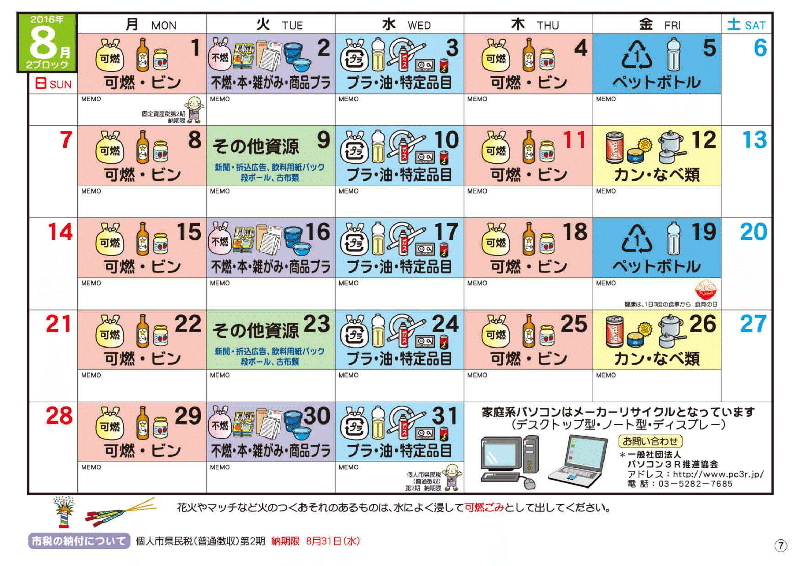 2016年
8月
2ブロック
月 MON
火 TUE
水 WED
木 THU
金 FRI
土 SAT
日 SUN
可燃
1
可燃・ビン
MEMO
固定資産税第2期
納期限
不燃
2
不燃・本・雑がみ・商品プラ
MEMO
プラ
3
プラ・油・特定品目
MEMO
可燃
4
可燃・ビン
MEMO
1
5
ペットボトル
MEMO
6
7
可燃
8
可燃・ビン
MEMO
その他資源 9
新聞・折込広告、飲料用紙パック
段ボール、古布類
MEMO
プラ
10
プラ・油・特定品目
MEMO
可燃
11
可燃・ビン
MEMO
12
カン・なべ類
MEMO
13
14
可燃
15
可燃・ビン
MEMO
不燃
16
不燃・本・雑がみ・商品プラ
MEMO
プラ
17
プラ・油・特定品目
MEMO
可燃
18
可燃・ビン
MEMO
1
19
ペットボトル
MEMO
健康は、1日3回の食事から 食育の日
20
21
可燃
22
可燃・ビン
MEMO
その他資源 23
新聞・折込広告、飲料用紙パック
段ボール、古布類
MEMO
プラ
24
プラ・油・特定品目
MEMO
可燃
25
可燃・ビン
MEMO
26
カン・なべ類
MEMO
27
28
可燃
29
可燃・ビン
MEMO
不燃
30
不燃・本・雑がみ・商品プラ
MEMO
プラ
31
プラ・油・特定品目
MEMO
個人市県民税
(普通徴収)
第2期 納期限
家庭系パソコンはメーカーリサイクルとなっています
(デスクトップ型・ノート型・ディスプレー)
お問い合わせ
*一般社団法人
パソコン3R推進協会
アドレス:http://www.pc3r.jp/
電話:03-5282-7685
花火やマッチなど火のつくおそれのあるものは、水によく浸して可燃ごみとして出してください。
市税の納付について 個人市県民税(普通徴収)第2期 納期限 8月31日(水)
⑦